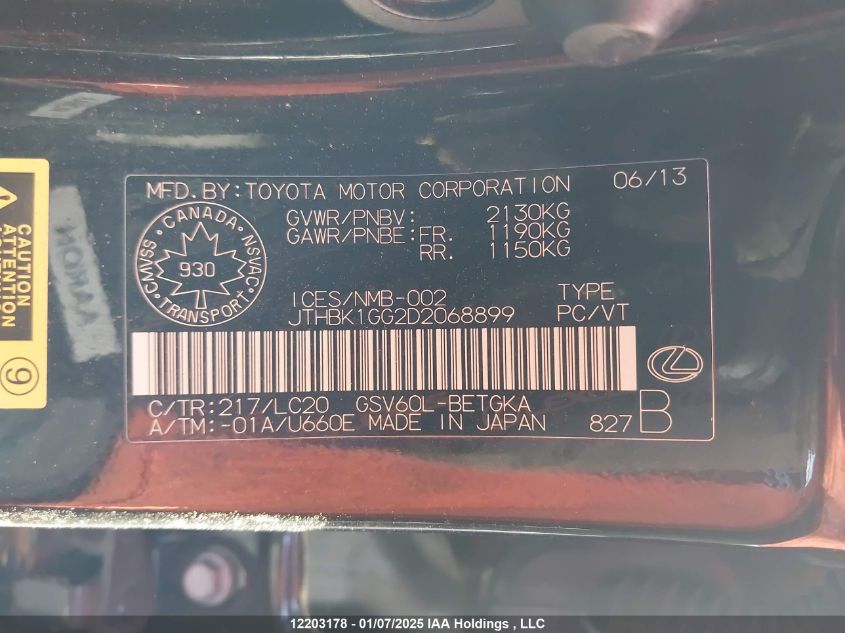 MFD.BY:TOYOTA MOTOR CORPORATION 06/13
GVWR/PNBV: 2130KG
GAWR/PNBE:FR. 1190KG
RR. 1150KG
CANADA
CMVSS 930 NSVAC
TRANSPORT
ICES/NMB-002 TYPE
JTHBK1GG2D2068899 PC/VT
C/TR:217/LC20 GSV60L-BETGKA
A/TM:-01A/U660E MADE IN JAPAN 827 B
CAUTION
ATTENTION
9
12203178 - 01/07/2025 IAA Holdings , LLC